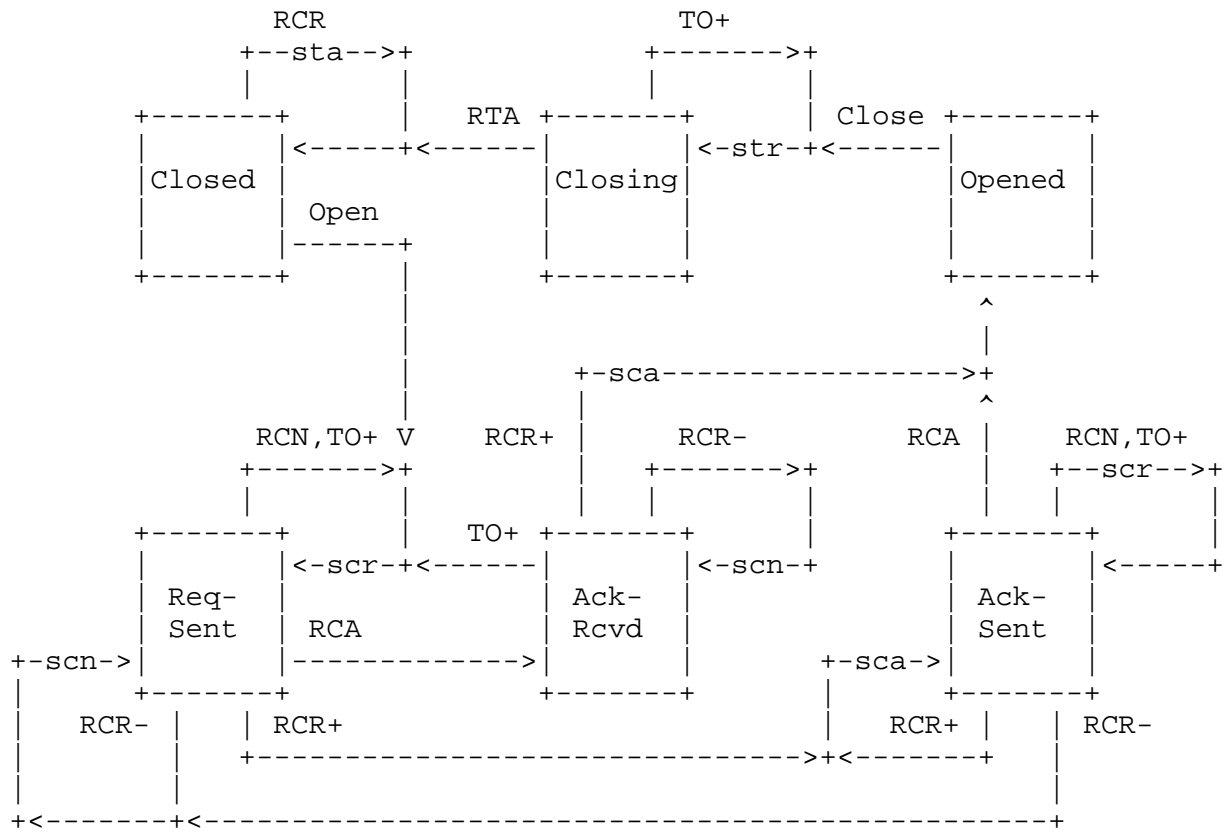 RCR                    TO+
+--sta-->+             +------->+
|        |             |        |
+-------+   |   RTA +-------+   | Close +-------+
|       |<-----+<------|       |<-str-+<------|       |
|Closed |              |Closing|              |Opened |
|       | Open         |       |              |       |
|       |------+       |       |              |       |
+-------+      |       +-------+              +-------+
|                                ^
|                                |
|         +-sca----------------->+
|         |                      ^
RCN,TO+ V    RCR+ |     RCR-         RCA |    RCN,TO+
+------->+         |   +------->+         |   +--scr-->+
|        |         |   |        |         |   |        |
+-------+   |   TO+ +-------+   |       +-------+   |
|       |<-scr-+<------|       |<-scn-+       |       |<-----+
| Req-  |              | Ack-  |              | Ack-  |
| Sent  | RCA          | Rcvd  |              | Sent  |
+-scn->|       |------------->|       |       +-sca->|       |
|      +-------+              +-------+       |      +-------+
|   RCR- |   | RCR+                           |   RCR+ |   | RCR-
|        |   +------------------------------->+<-------+   |
|        |                                                 |
+<-------+<------------------------------------------------+